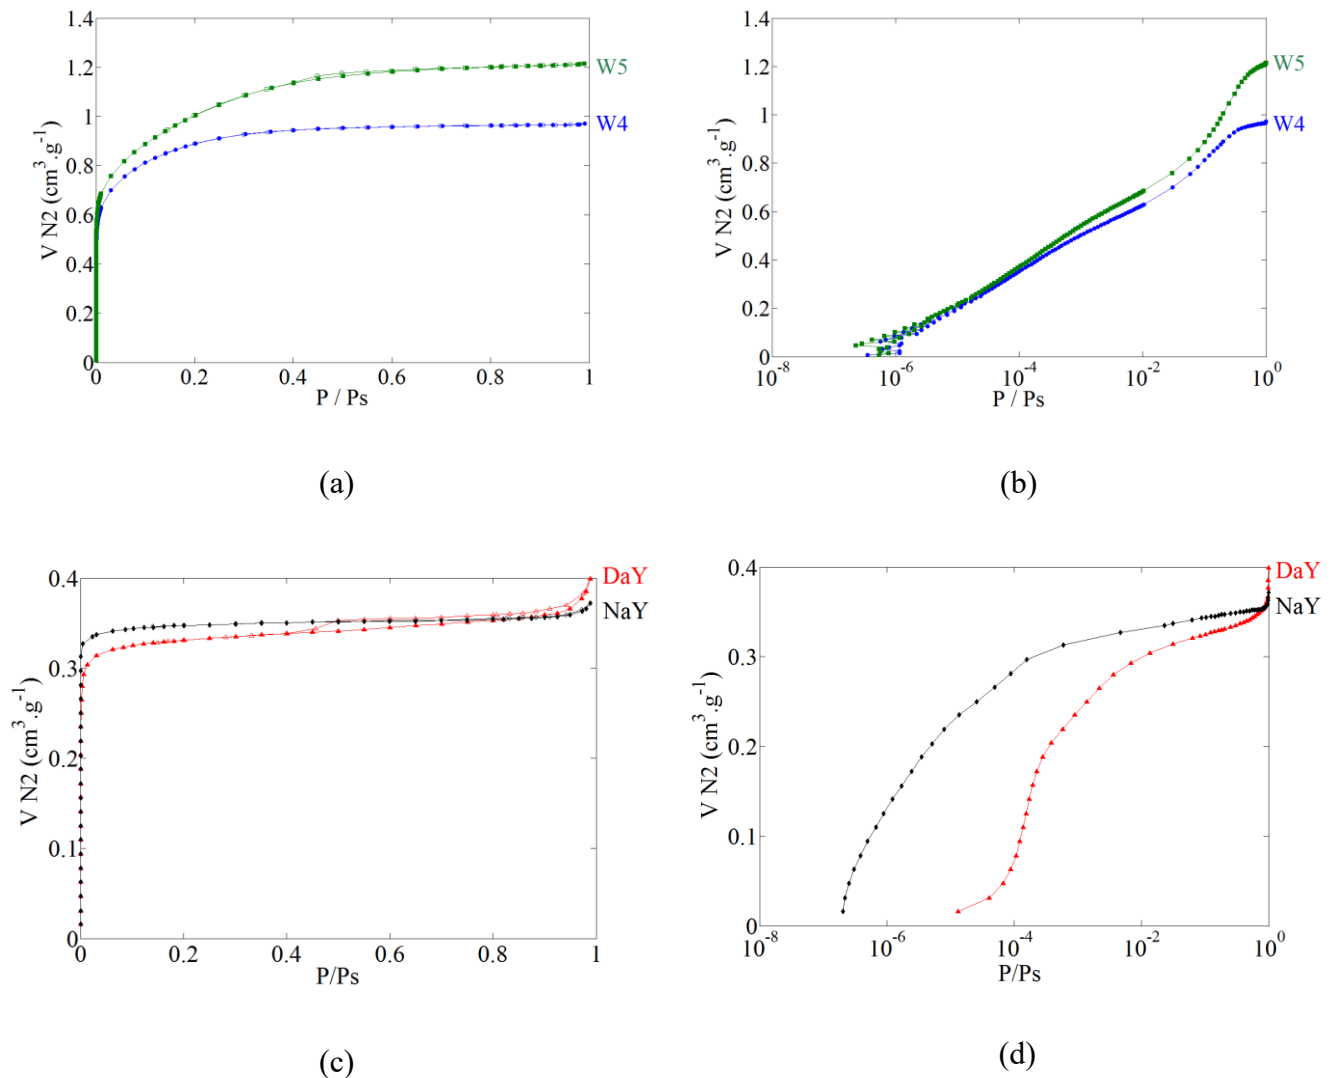 1.4
1.2
1
0.8
0.6
0.4
0.2
0
V N2 (cm³.g⁻¹)
W5
W4
0 0.2 0.4 0.6 0.8 1
P / Ps
(a)
1.4
1.2
1
0.8
0.6
0.4
0.2
0
V N2 (cm³.g⁻¹)
W5
W4
10⁻⁸ 10⁻⁶ 10⁻⁴ 10⁻² 10⁰
P / Ps
(b)
0.4
0.3
0.2
0.1
0
V N2 (cm³.g⁻¹)
DaY
NaY
0 0.2 0.4 0.6 0.8 1
P/Ps
(c)
0.4
0.3
0.2
0.1
0
V N2 (cm³.g⁻¹)
DaY
NaY
10⁻⁸ 10⁻⁶ 10⁻⁴ 10⁻² 10⁰
P/Ps
(d)